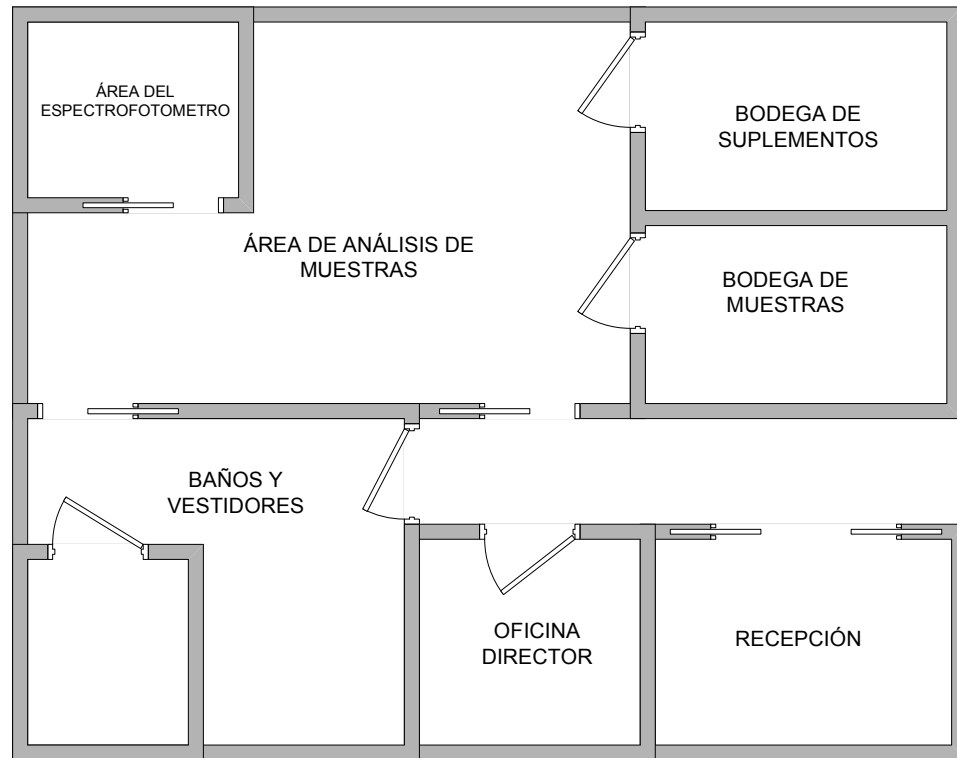 ÁREA DEL
ESPECTROFOTOMETRO
BODEGA DE
SUPLEMENTOS
ÁREA DE ANÁLISIS DE
MUESTRAS
BODEGA DE
MUESTRAS
BAÑOS Y
VESTIDORES
OFICINA
DIRECTOR
RECEPCIÓN